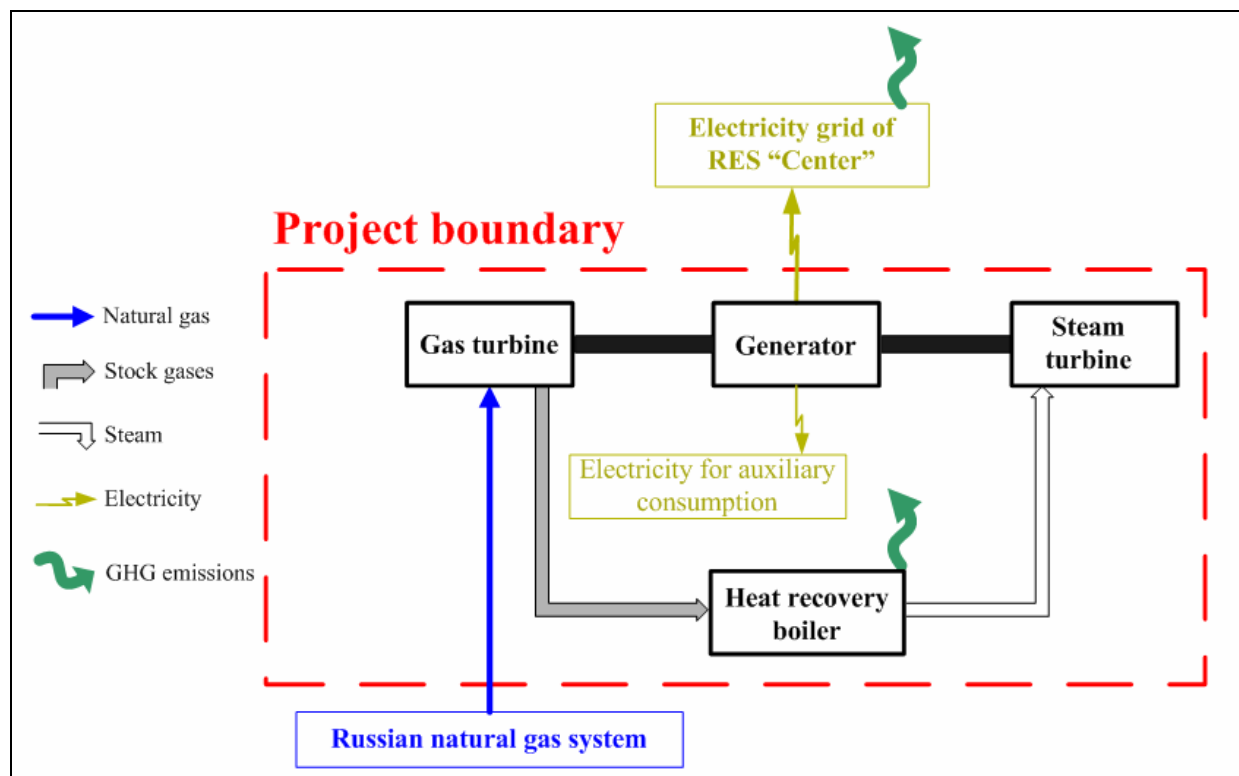 Electricity grid of
RES “Center”
Project boundary
Natural gas
Stock gases
Steam
Electricity
GHG emissions
Gas turbine
Generator
Steam
turbine
Electricity for auxiliary
consumption
Heat recovery
boiler
Russian natural gas system